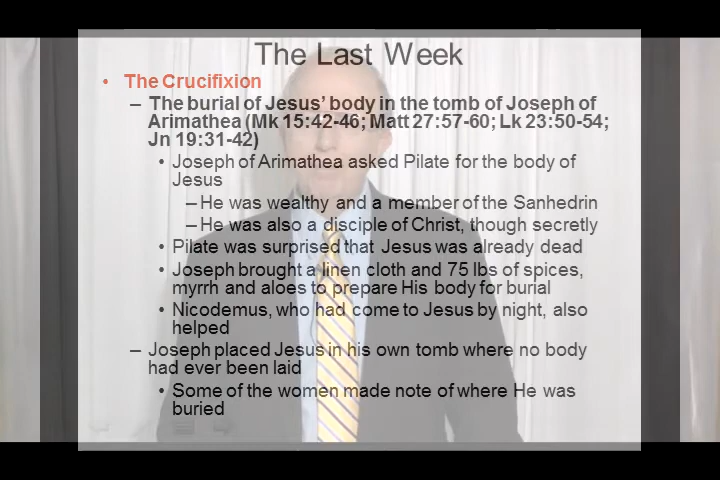 The Last Week
• The Crucifixion
– The burial of Jesus' body in the tomb of Joseph of
Arimathea (Mk 15:42-46; Matt 27:57-60; Lk 23:50-54;
Jn 19:31-42)
• Joseph of Arimathea asked Pilate for the body of
Jesus
– He was wealthy and a member of the Sanhedrin
– He was also a disciple of Christ, though secretly
• Pilate was surprised that Jesus was already dead
• Joseph brought a linen cloth and 75 lbs of spices,
myrrh and aloes to prepare His body for burial
• Nicodemus, who had come to Jesus by night, also
helped
– Joseph placed Jesus in his own tomb where no body
had ever been laid
• Some of the women made note of where He was
buried